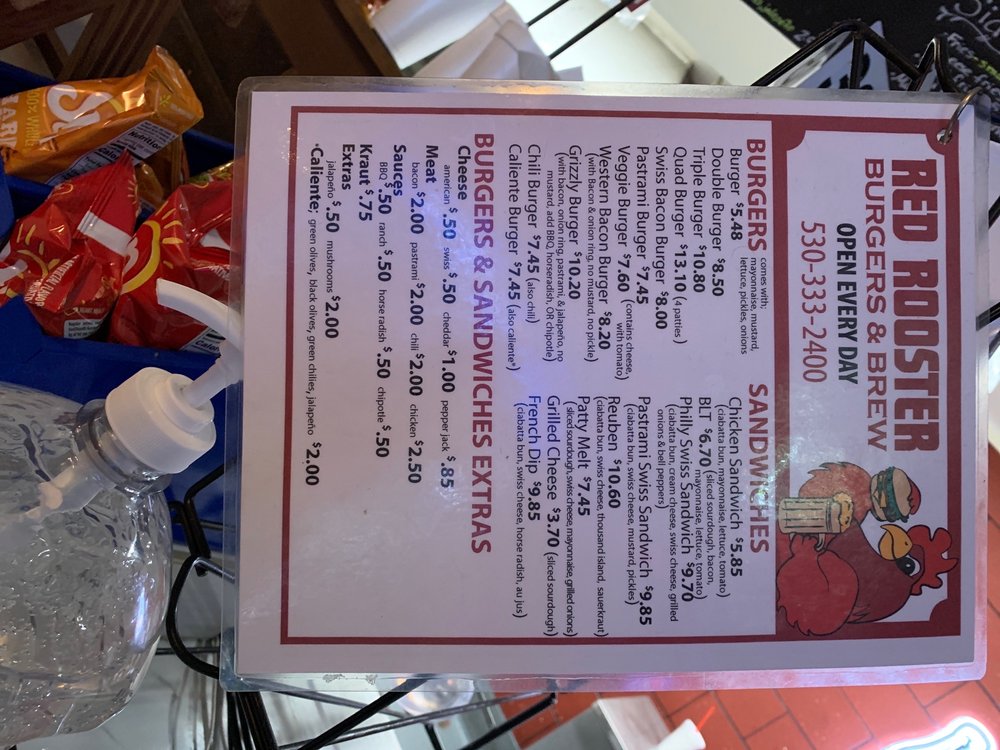 RED ROOSTER
BURGERS & BREW
OPEN EVERY DAY
530-333-2400
BURGERS comes with;
mayonnaise, mustard,
lettuce, pickles, onions
Burger $5.48
Double Burger $8.50
Triple Burger $10.80
Quad Burger $13.10 (4 patties)
Swiss Bacon Burger $8.00
Pastrami Burger $7.45
Veggie Burger $7.60 (contains cheese,
with tomato)
Western Bacon Burger $8.20
(with Bacon & onion ring, no mustard, no pickle)
Grizzly Burger $10.20
(with bacon, onion ring, pastrami, & jalapeño, no
mustard, add BBQ, horseradish, OR chipotle)
Chili Burger $7.45 (also chili)
Caliente Burger $7.45 (also caliente*)
SANDWICHES
Chicken Sandwich $5.85
(ciabatta bun, mayonnaise, lettuce, tomato)
BLT $6.70 (sliced sourdough, bacon,
mayonnaise, lettuce, tomato)
Philly Swiss Sandwich $9.70
(ciabatta bun, cream cheese, swiss cheese, grilled
onions & bell peppers)
Pastrami Swiss Sandwich $9.85
(ciabatta bun, swiss cheese, mustard, pickles)
Reuben $10.60
(ciabatta bun, swiss cheese, thousand island, sauerkraut)
Patty Melt $7.45
(sliced sourdough, swiss cheese, mayonnaise, grilled onions)
Grilled Cheese $3.70 (sliced sourdough)
French Dip $9.85
(ciabatta bun, swiss cheese, horse radish, au jus)
BURGERS & SANDWICHES EXTRAS
Cheese
american $.50 swiss $.50 chedar $1.00 pepper jack $.85
Meat
bacon $2.00 pastrami $2.00 chili $2.00 chicken $2.50
Sauces
BBQ $.50 ranch $.50 horse radish $.50 chipotle $.50
Kraut $.75
Extras
jalapeño $.50 mushrooms $2.00
*Caliente; green olives, black olives, green chilies, jalapeño $2.00